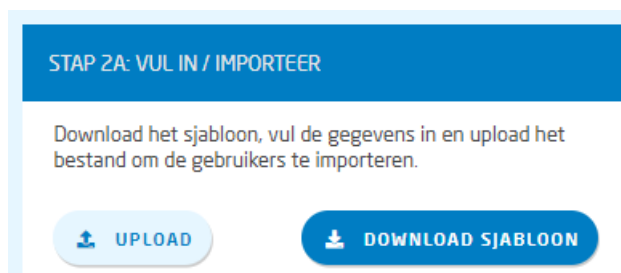 STAP 2A: VUL IN / IMPORTEER
Download het sjabloon, vul de gegevens in en upload het
bestand om de gebruikers te importeren.
UPLOAD
DOWNLOAD SJABLOON